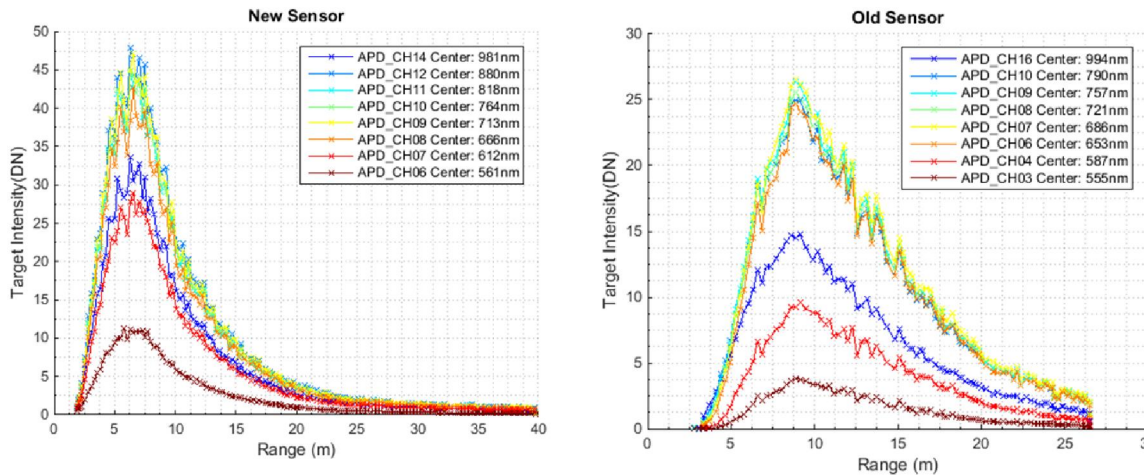 New Sensor
50
45
40
35
30
25
20
15
10
5
0
Target Intensity(DN)
APD_CH14 Center: 981nm
APD_CH12 Center: 880nm
APD_CH11 Center: 818nm
APD_CH10 Center: 764nm
APD_CH09 Center: 713nm
APD_CH08 Center: 666nm
APD_CH07 Center: 612nm
APD_CH06 Center: 561nm
0 5 10 15 20 25 30 35 40
Range (m)
Old Sensor
30
25
20
15
10
5
0
Target Intensity(DN)
APD_CH16 Center: 994nm
APD_CH10 Center: 790nm
APD_CH09 Center: 757nm
APD_CH08 Center: 721nm
APD_CH07 Center: 686nm
APD_CH06 Center: 653nm
APD_CH04 Center: 587nm
APD_CH03 Center: 555nm
0 5 10 15 20 25 30
Range (m)